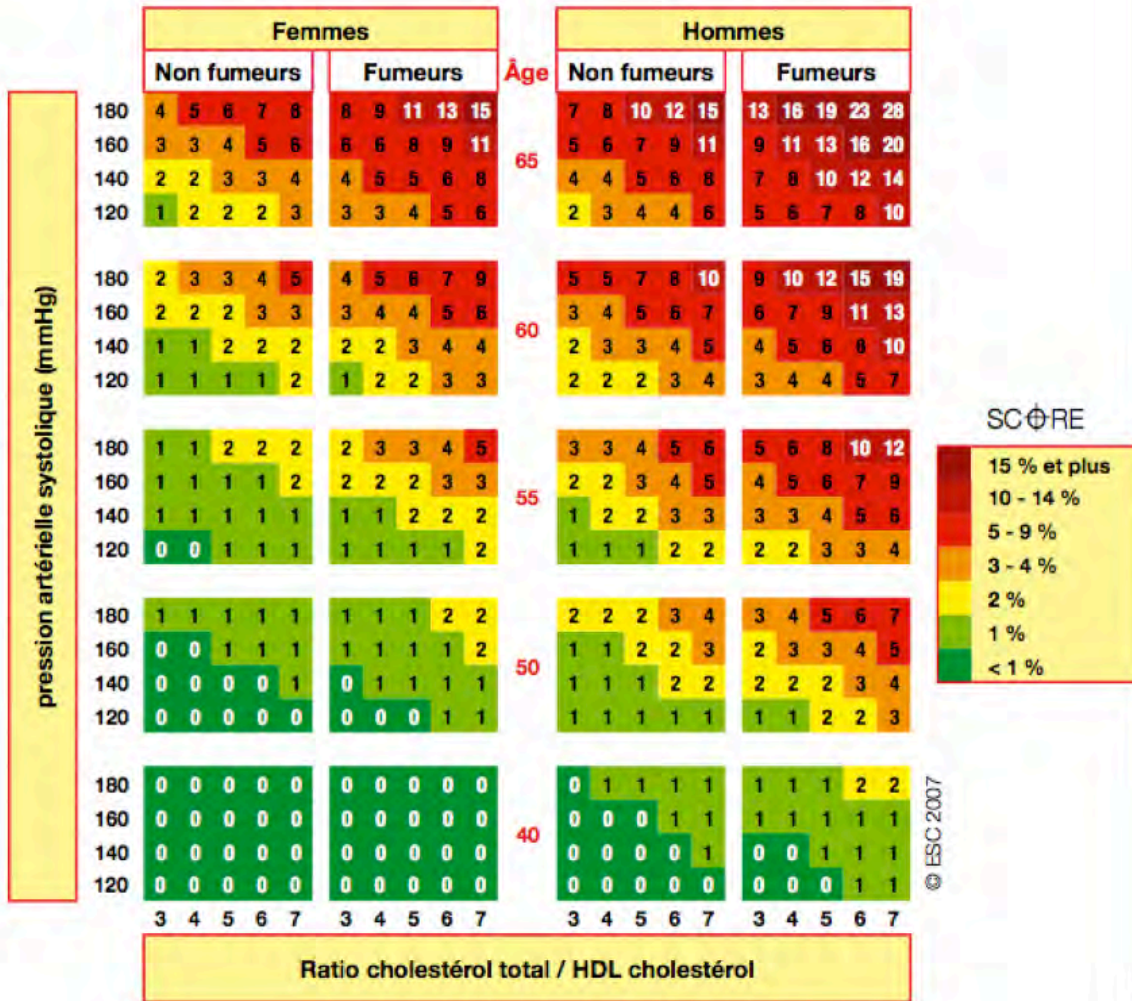 Femmes Hommes
Non fumeurs Fumeurs Âge Non fumeurs Fumeurs
pression artérielle systolique (mmHg)
180 4 5 6 7 8 8 9 11 13 15 7 8 10 12 15 13 16 19 23 28
160 3 3 4 5 6 6 6 8 9 11 5 6 7 9 11 9 11 13 16 20
65
140 2 2 3 3 4 4 5 5 6 8 4 4 5 6 8 7 8 10 12 14
120 1 2 2 2 3 3 3 4 5 6 2 3 4 4 6 5 6 7 8 10
180 2 3 3 4 5 4 5 6 7 9 5 5 7 8 10 9 10 12 15 19
160 2 2 2 3 3 3 4 4 5 6 3 4 5 6 7 6 7 9 11 13
60
140 1 1 2 2 2 2 2 3 4 4 2 3 3 4 5 4 5 6 8 10
120 1 1 1 1 2 1 2 2 3 3 2 2 2 3 4 3 4 4 5 7
180 1 1 2 2 2 2 3 3 4 5 3 3 4 5 6 5 6 8 10 12
160 1 1 1 1 2 2 2 2 3 3 2 2 3 4 5 4 5 6 7 9
55
140 1 1 1 1 1 1 1 2 2 2 1 2 2 3 3 3 3 4 5 6
120 0 0 1 1 1 1 1 1 1 2 1 1 1 2 2 2 2 3 3 4
180 1 1 1 1 1 1 1 1 2 2 2 2 2 3 4 3 4 5 6 7
160 0 0 1 1 1 1 1 1 1 2 1 1 2 2 3 2 3 3 4 5
50
140 0 0 0 0 1 0 1 1 1 1 1 1 1 2 2 2 2 2 3 4
120 0 0 0 0 0 0 0 0 1 1 1 1 1 1 1 1 1 2 2 3
180 0 0 0 0 0 0 0 0 0 0 0 1 1 1 1 1 1 1 2 2
160 0 0 0 0 0 0 0 0 0 0 0 0 0 1 1 1 1 1 1 1
40
140 0 0 0 0 0 0 0 0 0 0 0 0 0 0 1 0 0 1 1 1
120 0 0 0 0 0 0 0 0 0 0 0 0 0 0 0 0 0 0 1 1
3 4 5 6 7 3 4 5 6 7 3 4 5 6 7 3 4 5 6 7
Ratio cholestérol total / HDL cholestérol
© ESC 2007
SCORE
15 % et plus
10 - 14 %
5 - 9 %
3 - 4 %
2 %
1 %
< 1 %